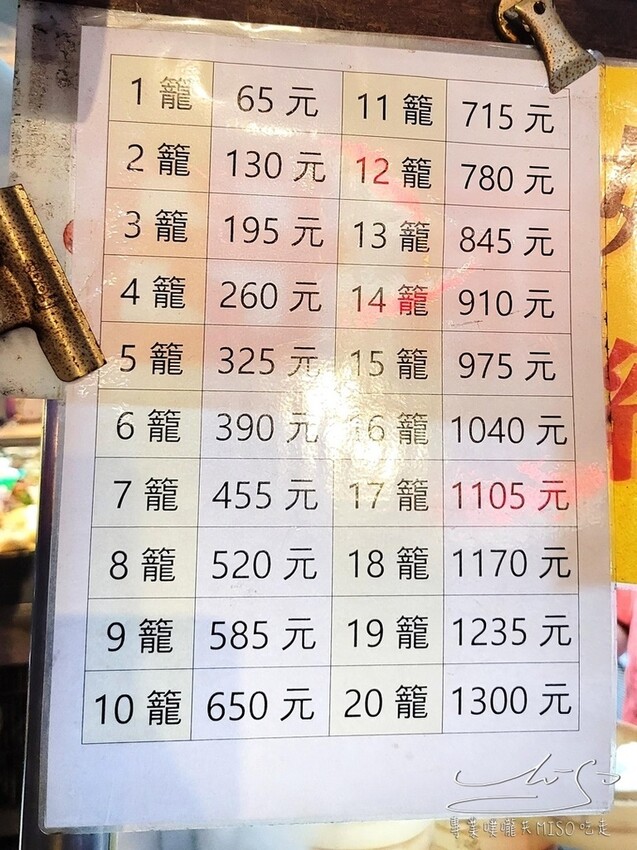 1 籠 65 元 11 籠 715 元
2 籠 130 元 12 籠 780 元
3 籠 195 元 13 籠 845 元
4 籠 260 元 14 籠 910 元
5 籠 325 元 15 籠 975 元
6 籠 390 元 16 籠 1040 元
7 籠 455 元 17 籠 1105 元
8 籠 520 元 18 籠 1170 元
9 籠 585 元 19 籠 1235 元
10 籠 650 元 20 籠 1300 元
MiSo
專業嘍囉夫MISO吃走